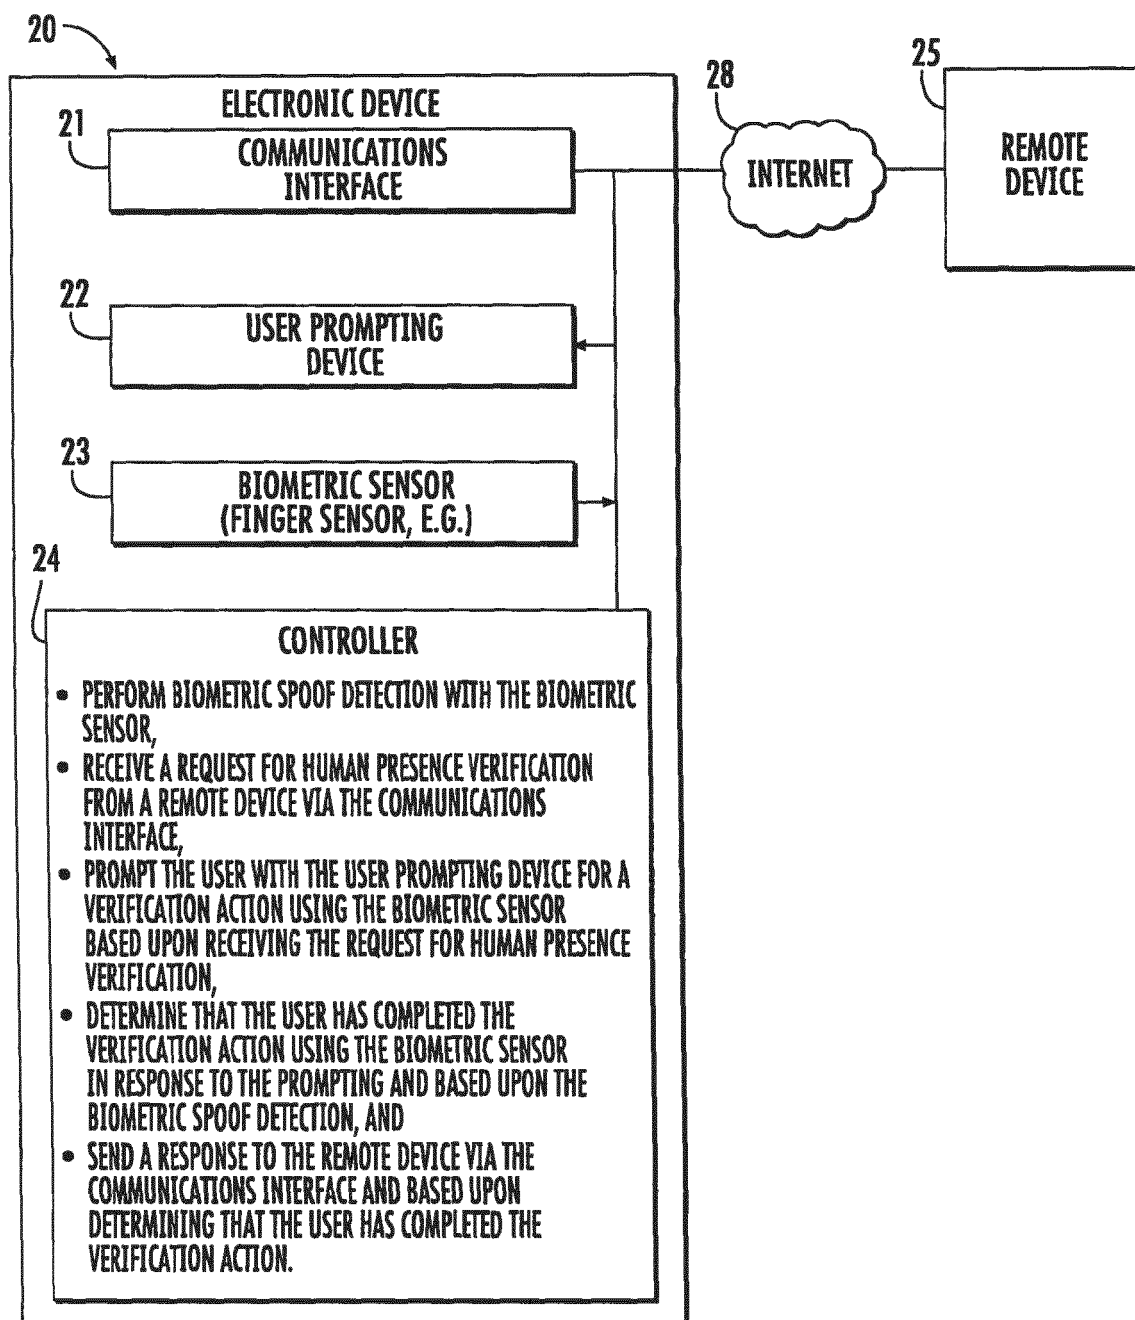 20
ELECTRONIC DEVICE
21
COMMUNICATIONS
INTERFACE
28
INTERNET
25
REMOTE
DEVICE
22
USER PROMPTING
DEVICE
23
BIOMETRIC SENSOR
(FINGER SENSOR, E.G.)
24
CONTROLLER
• PERFORM BIOMETRIC SPOOF DETECTION WITH THE BIOMETRIC
SENSOR,
• RECEIVE A REQUEST FOR HUMAN PRESENCE VERIFICATION
FROM A REMOTE DEVICE VIA THE COMMUNICATIONS
INTERFACE,
• PROMPT THE USER WITH THE USER PROMPTING DEVICE FOR A
VERIFICATION ACTION USING THE BIOMETRIC SENSOR
BASED UPON RECEIVING THE REQUEST FOR HUMAN PRESENCE
VERIFICATION,
• DETERMINE THAT THE USER HAS COMPLETED THE
VERIFICATION ACTION USING THE BIOMETRIC SENSOR
IN RESPONSE TO THE PROMPTING AND BASED UPON THE
BIOMETRIC SPOOF DETECTION, AND
• SEND A RESPONSE TO THE REMOTE DEVICE VIA THE
COMMUNICATIONS INTERFACE AND BASED UPON
DETERMINING THAT THE USER HAS COMPLETED THE
VERIFICATION ACTION.